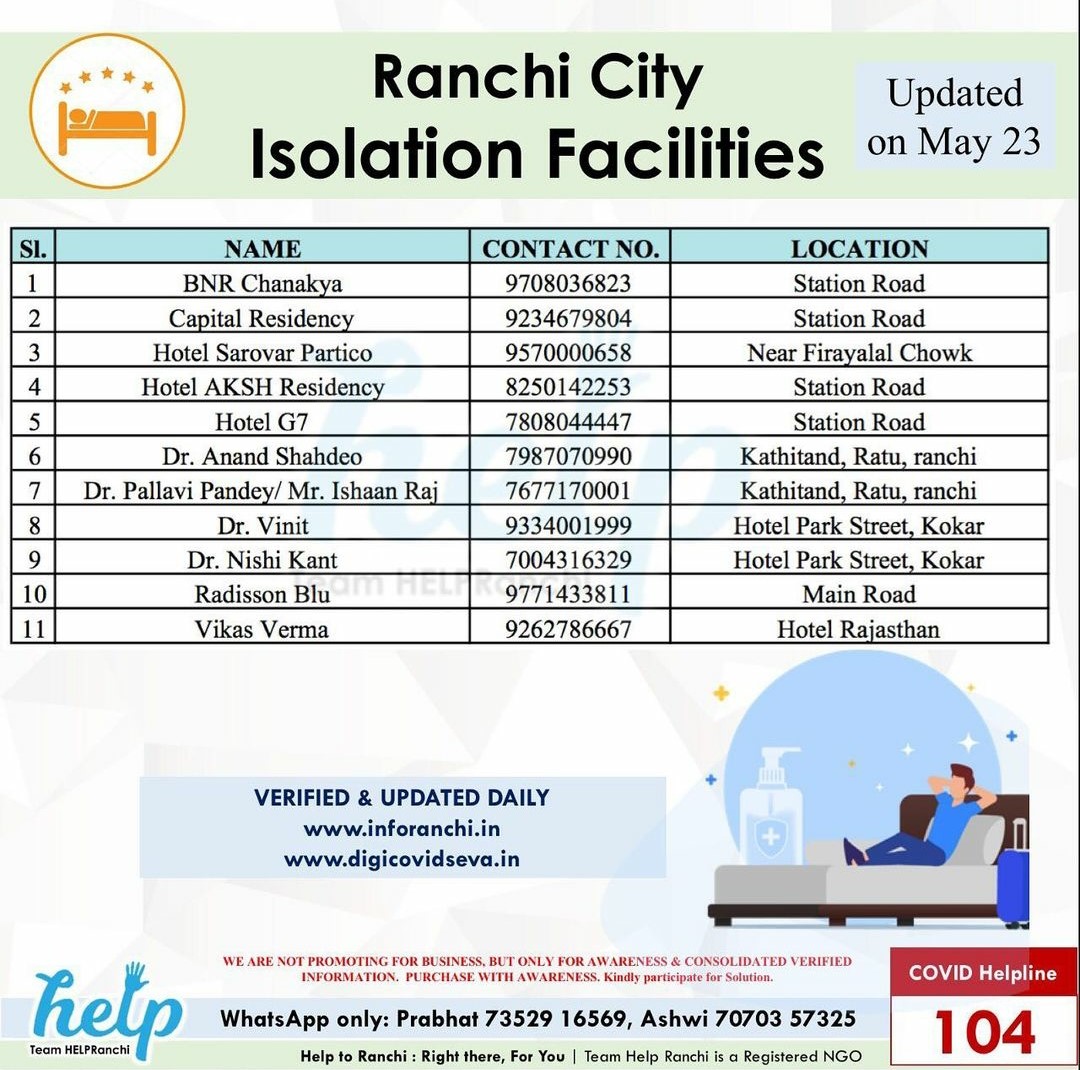 Ranchi City
Isolation Facilities
Updated
on May 23
Sl. NAME CONTACT NO. LOCATION
1 BNR Chanakya 9708036823 Station Road
2 Capital Residency 9234679804 Station Road
3 Hotel Sarovar Partico 9570000658 Near Firayalal Chowk
4 Hotel AKSH Residency 8250142253 Station Road
5 Hotel G7 7808044447 Station Road
6 Dr. Anand Shahdeo 7987070990 Kathitand, Ratu, ranchi
7 Dr. Pallavi Pandey/ Mr. Ishaan Raj 7677170001 Kathitand, Ratu, ranchi
8 Dr. Vinit 9334001999 Hotel Park Street, Kokar
9 Dr. Nishi Kant 7004316329 Hotel Park Street, Kokar
10 Radisson Blu 9771433811 Main Road
11 Vikas Verma 9262786667 Hotel Rajasthan
help
Team HELPRanchi
VERIFIED & UPDATED DAILY
www.inforanchi.in
www.digicovidseva.in
WE ARE NOT PROMOTING FOR BUSINESS, BUT ONLY FOR AWARENESS & CONSOLIDATED VERIFIED
INFORMATION. PURCHASE WITH AWARENESS. Kindly participate for Solution.
help
Team HELPRanchi
WhatsApp only: Prabhat 73529 16569, Ashwi 70703 57325
Help to Ranchi : Right there, For You | Team Help Ranchi is a Registered NGO
COVID Helpline
104